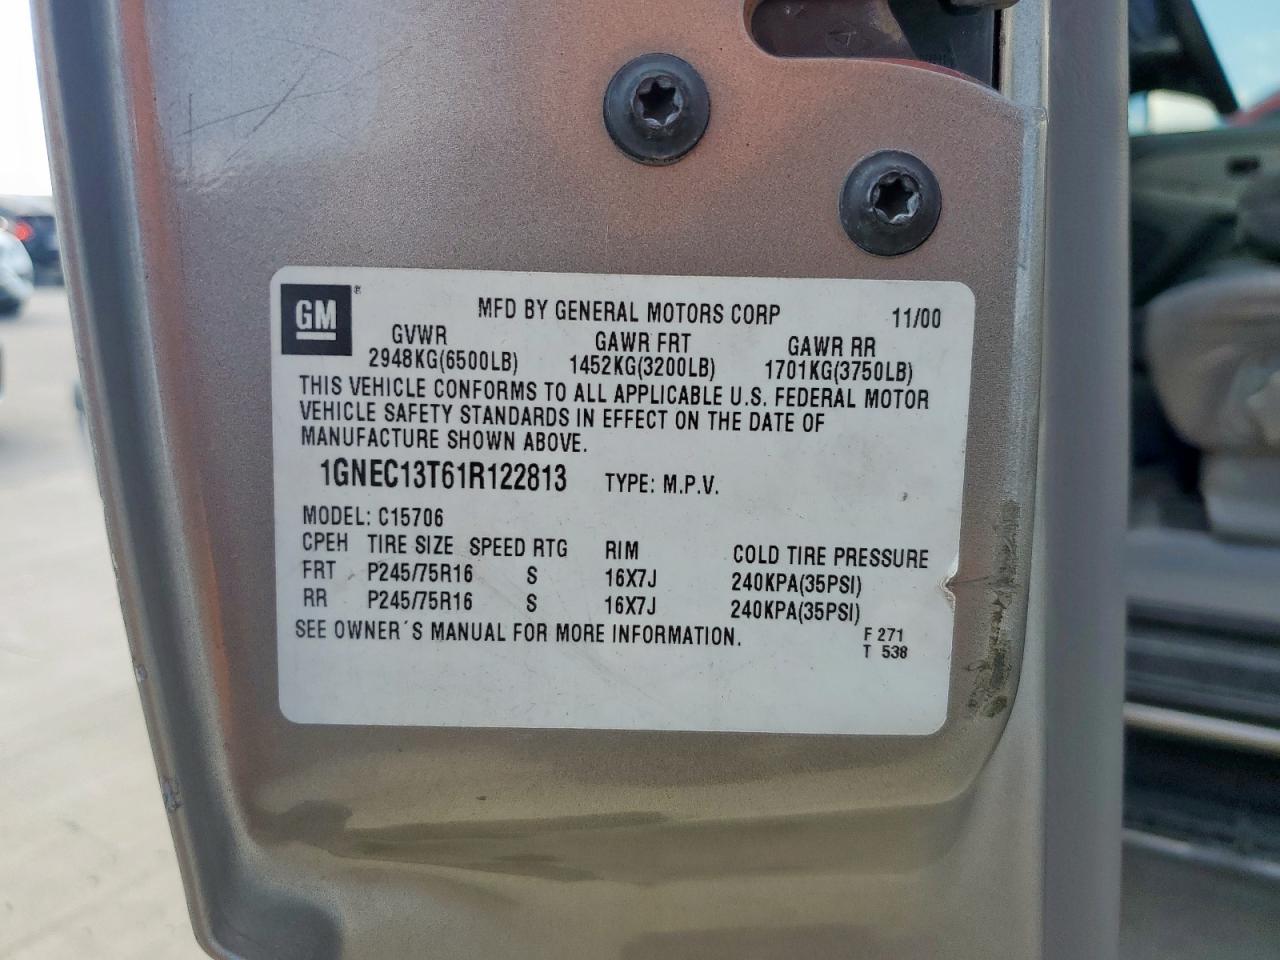 GM ®
MFD BY GENERAL MOTORS CORP 11/00
GVWR GAWR FRT GAWR RR
2948KG(6500LB) 1452KG(3200LB) 1701KG(3750LB)
THIS VEHICLE CONFORMS TO ALL APPLICABLE U.S. FEDERAL MOTOR
VEHICLE SAFETY STANDARDS IN EFFECT ON THE DATE OF
MANUFACTURE SHOWN ABOVE.
1GNEC13T61R122813 TYPE: M.P.V.
MODEL: C15706
CPEH TIRE SIZE SPEED RTG RIM COLD TIRE PRESSURE
FRT P245/75R16 S 16X7J 240KPA(35PSI)
RR P245/75R16 S 16X7J 240KPA(35PSI)
SEE OWNER´S MANUAL FOR MORE INFORMATION. F 271
T 538